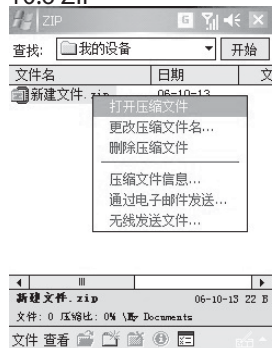 10.3 ZIP
ZIP
查找: 我的设备 开始
文件名 日期 文
新建文件.zip 06-10-13
打开压缩文件
更改压缩文件名...
删除压缩文件
压缩文件信息...
通过电子邮件发送...
无线发送文件...
新建文件.zip 06-10-13 22 B
文件: 0 压缩比: 0% \My Documents
文件 查看